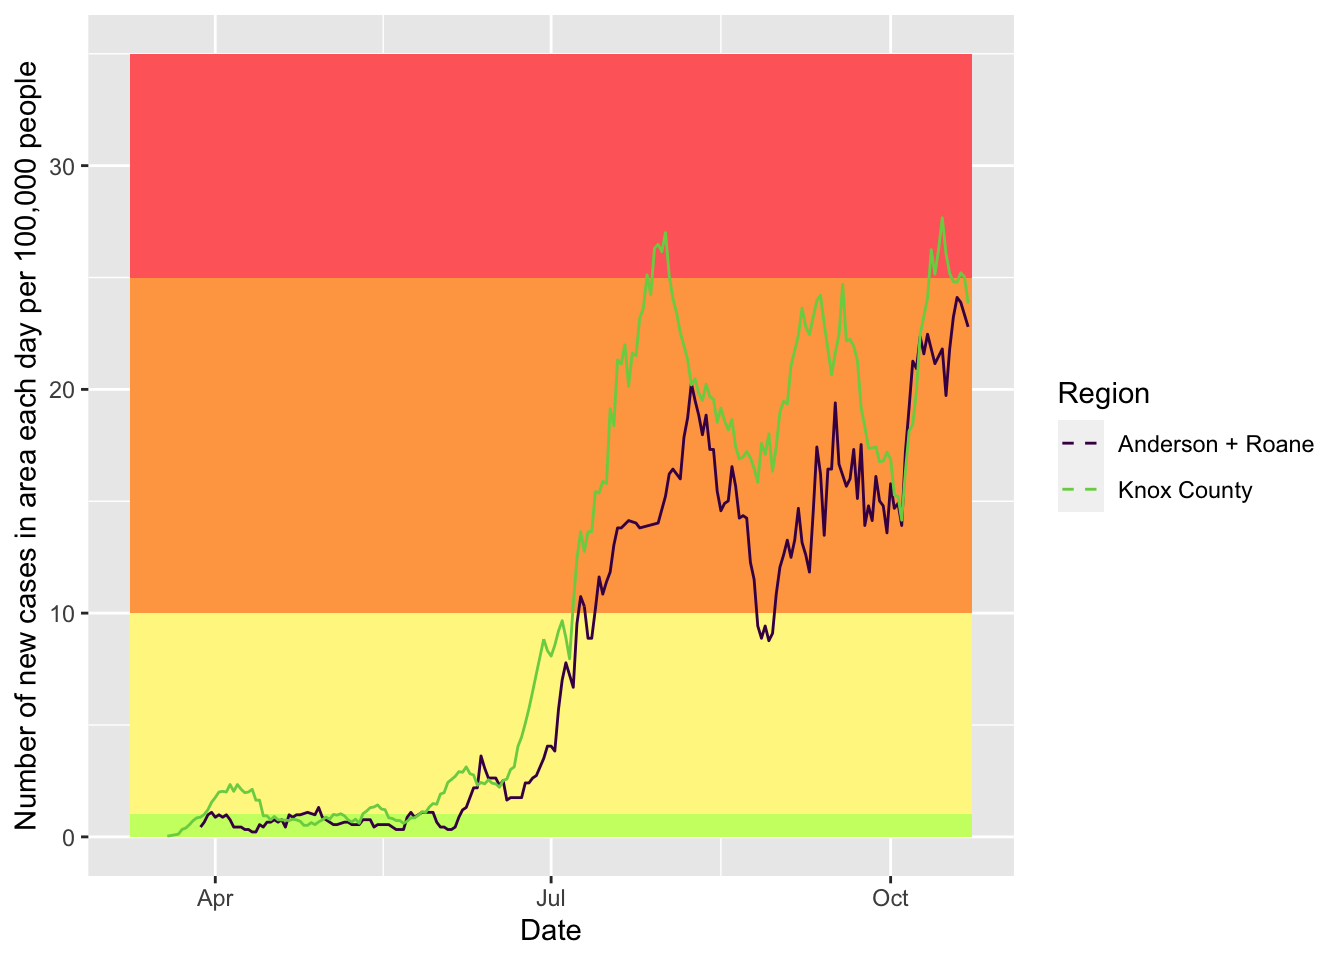 Number of new cases in area each day per 100,000 people
30
20
10
0
Apr
Jul
Oct
Date
Region
Anderson + Roane
Knox County